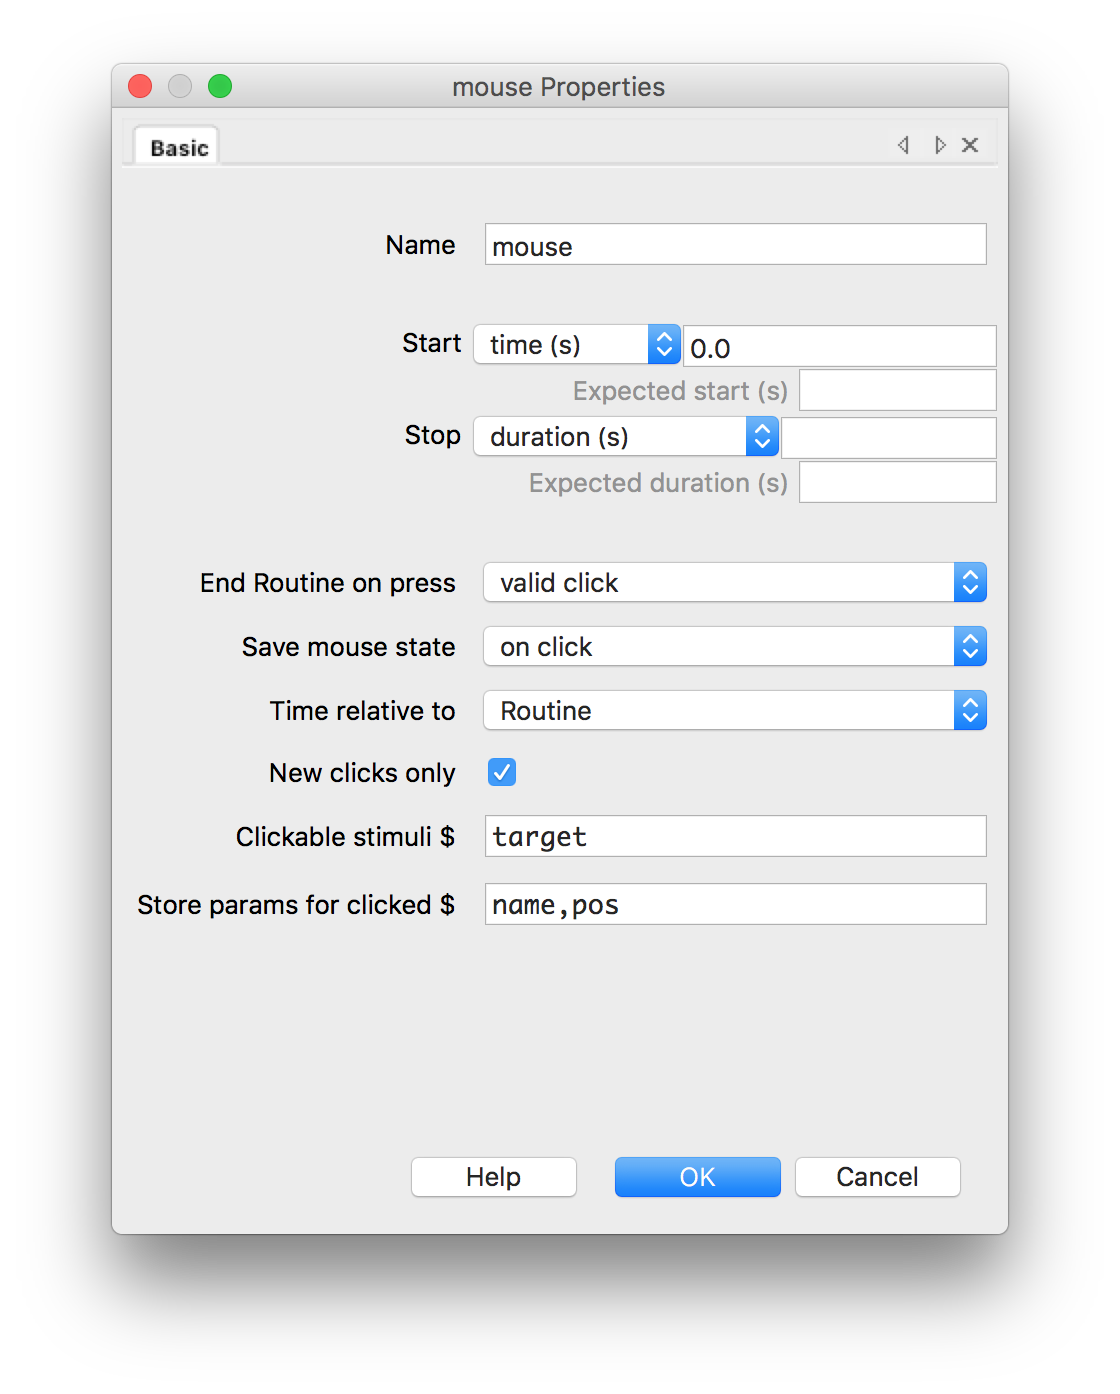 mouse Properties
Basic
Name mouse
Start time (s) 0.0
Expected start (s)
Stop duration (s)
Expected duration (s)
End Routine on press valid click
Save mouse state on click
Time relative to Routine
New clicks only
Clickable stimuli $ target
Store params for clicked $ name,pos
Help OK Cancel